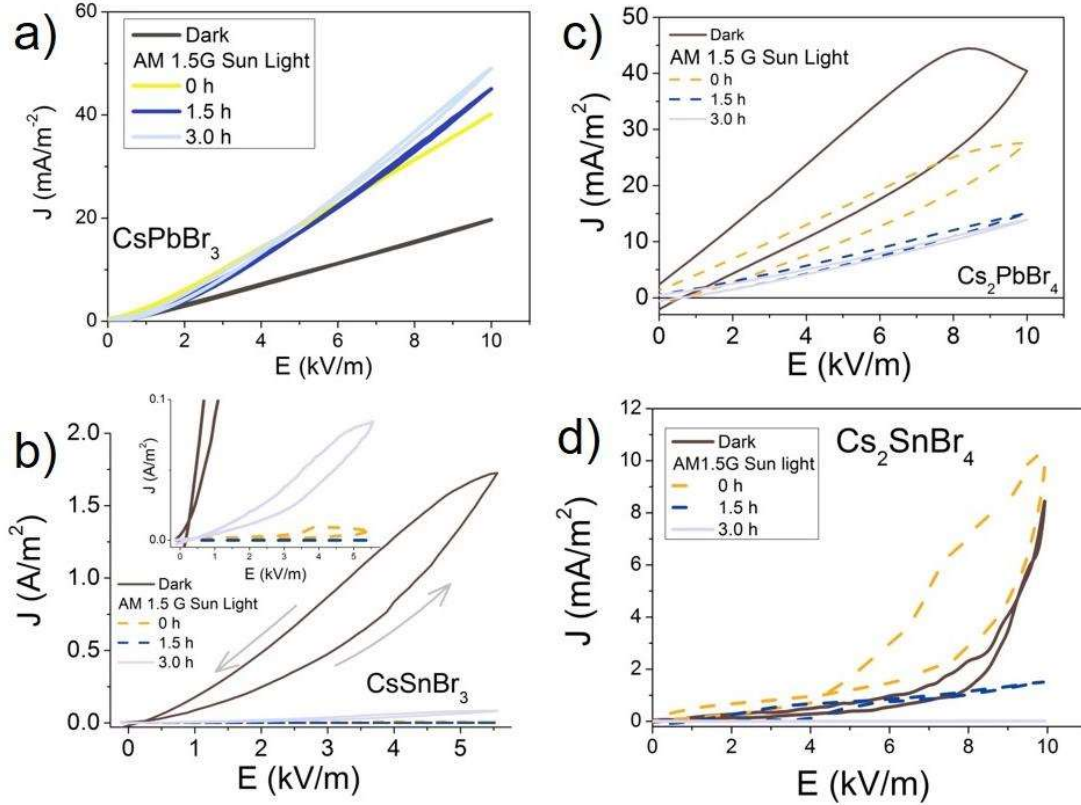 a)
60
40
20
0
J (mA/m⁻²)
Dark
AM 1.5G Sun Light
0 h
1.5 h
3.0 h
CsPbBr₃
0 2 4 6 8 10
E (kV/m)
c)
50
40
30
20
10
0
J (mA/m²)
Dark
AM 1.5 G Sun Light
0 h
1.5 h
3.0 h
Cs₂PbBr₄
0 2 4 6 8 10
E (kV/m)
b)
2.0
1.5
1.0
0.5
0.0
J (A/m²)
0.1
0.0
J (A/m²)
0 1 2 3 4 5
E (kV/m)
Dark
AM 1.5 G Sun Light
0 h
1.5 h
3.0 h
CsSnBr₃
0 1 2 3 4 5
E (kV/m)
d)
12
10
8
6
4
2
0
J (mA/m²)
Dark
AM1.5G Sun light
0 h
1.5 h
3.0 h
Cs₂SnBr₄
0 2 4 6 8 10
E (kV/m)